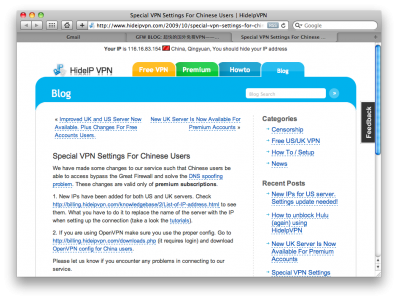 Special VPN Settings For Chinese Users | HideIpVPN
http://www.hidepivpn.com/2009/10/special-vpn-settings-for-chi
Gmail
Special VPN Settings For Chinese ...
Your IP is 116.16.63.154 China, Qingyuan, You should hide your IP address
HideIP VPN
Free VPN
Premium
Howto
Blog
Blog
Blog Search
Feedback
« Improved UK and US Server Now
Available. Plus Changes For Free
Accounts Users.
New UK Server Is Now Available For
Premium Accounts »
Special VPN Settings For Chinese Users
We have made some changes to our service such that Chinese users be
able to access bypass the Great Firewall and solve the DNS spoofing
problem. These changes are valid only of premium subscriptions.
1. New IPs have been added for both US and UK servers. Check
http://billing.hidepivpn.com/knowledgebase/2/List-of-IP-address.html to see
them. What you have to do it to replace the name of the server with the IP
when setting up the connection (take a look the tutorials).
2. If you are using OpenVPN make sure you use the proper config. Go to
http://billing.hidepivpn.com/downloads.php (it requires login) and download
OpenVPN config for China users.
Please let us know if you encounter any problems in connecting to our
service.
Categories
Censorship
Free US/UK VPN
How To / Setup
News
Recent Posts
New IPs for US server.
Settings update needed!
How to unblock Hulu
(again) using
HideIpVPN
New UK Server Is Now
Available For Premium
Accounts
Special VPN Settings